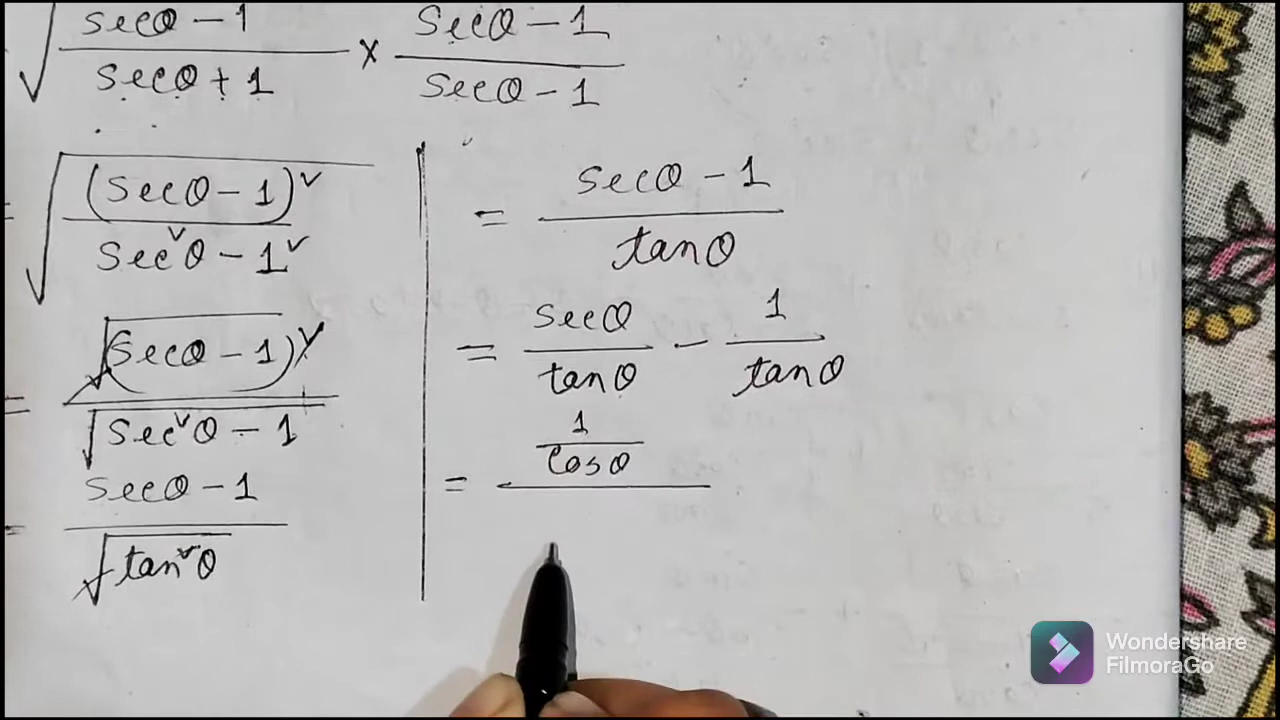 √(secθ - 1)/(secθ + 1) × (secθ - 1)/(secθ - 1)
= √(secθ - 1)²/(sec²θ - 1²)
= √(secθ - 1)²/√sec²θ - 1
= secθ - 1/√tan²θ
= secθ - 1/tanθ
= secθ/tanθ - 1/tanθ
= 1/cosθ
Wondershare
FilmoraGo